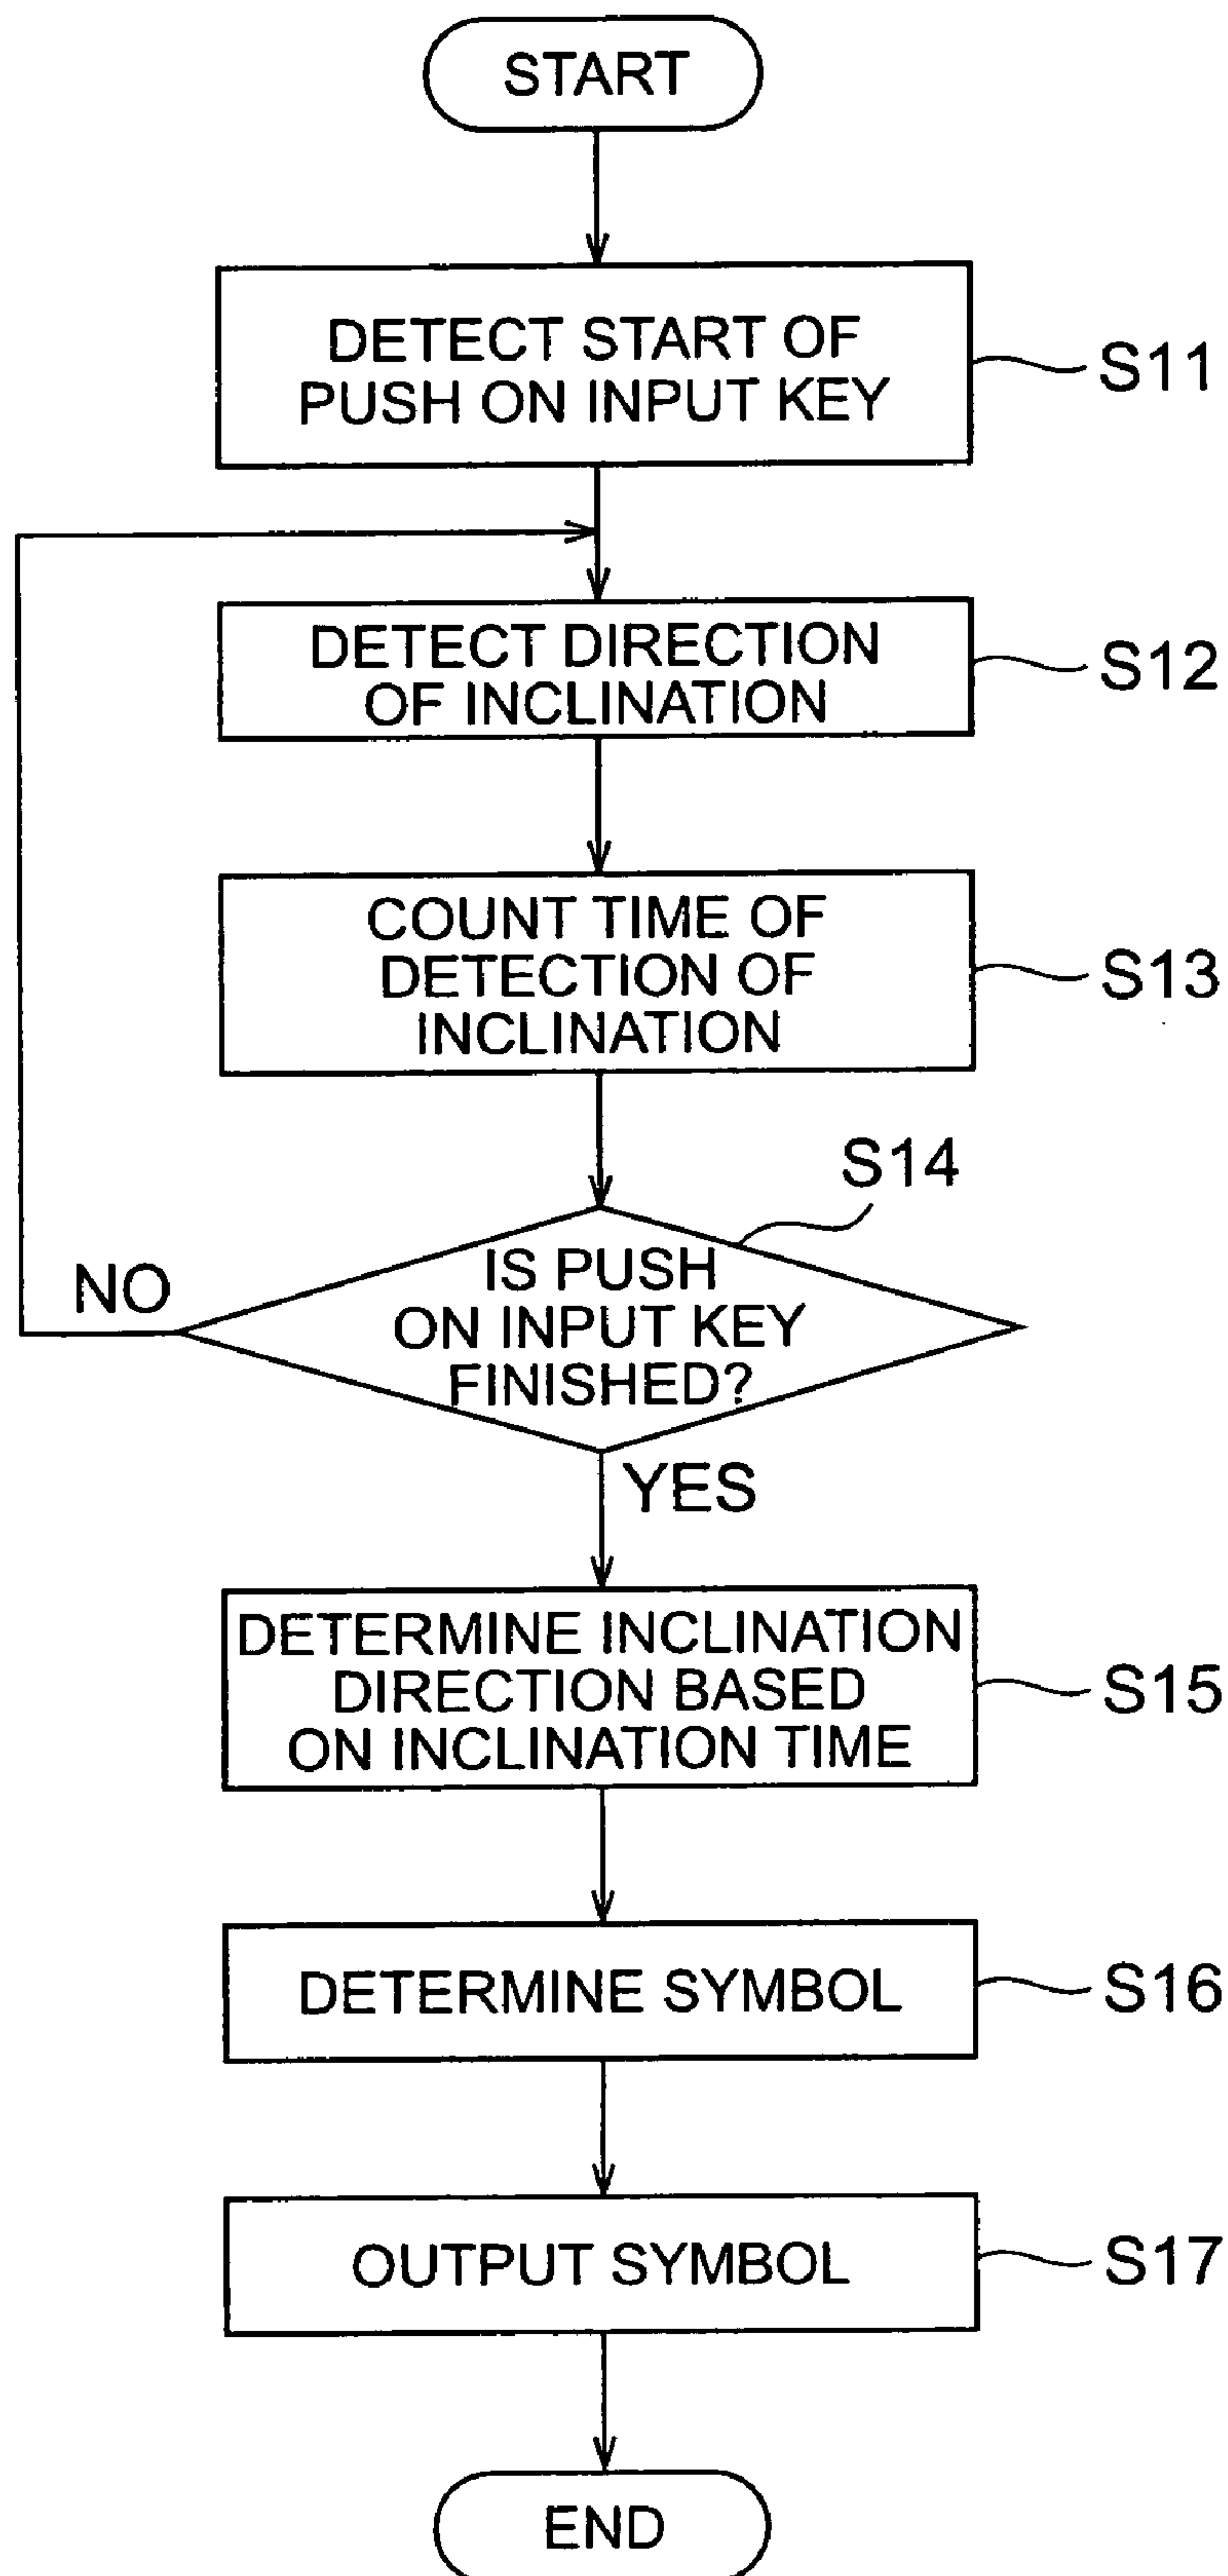 START
DETECT START OF
PUSH ON INPUT KEY
S11
DETECT DIRECTION
OF INCLINATION
S12
COUNT TIME OF
DETECTION OF
INCLINATION
S13
S14
IS PUSH
ON INPUT KEY
FINISHED?
NO
YES
DETERMINE INCLINATION
DIRECTION BASED
ON INCLINATION TIME
S15
DETERMINE SYMBOL
S16
OUTPUT SYMBOL
S17
END